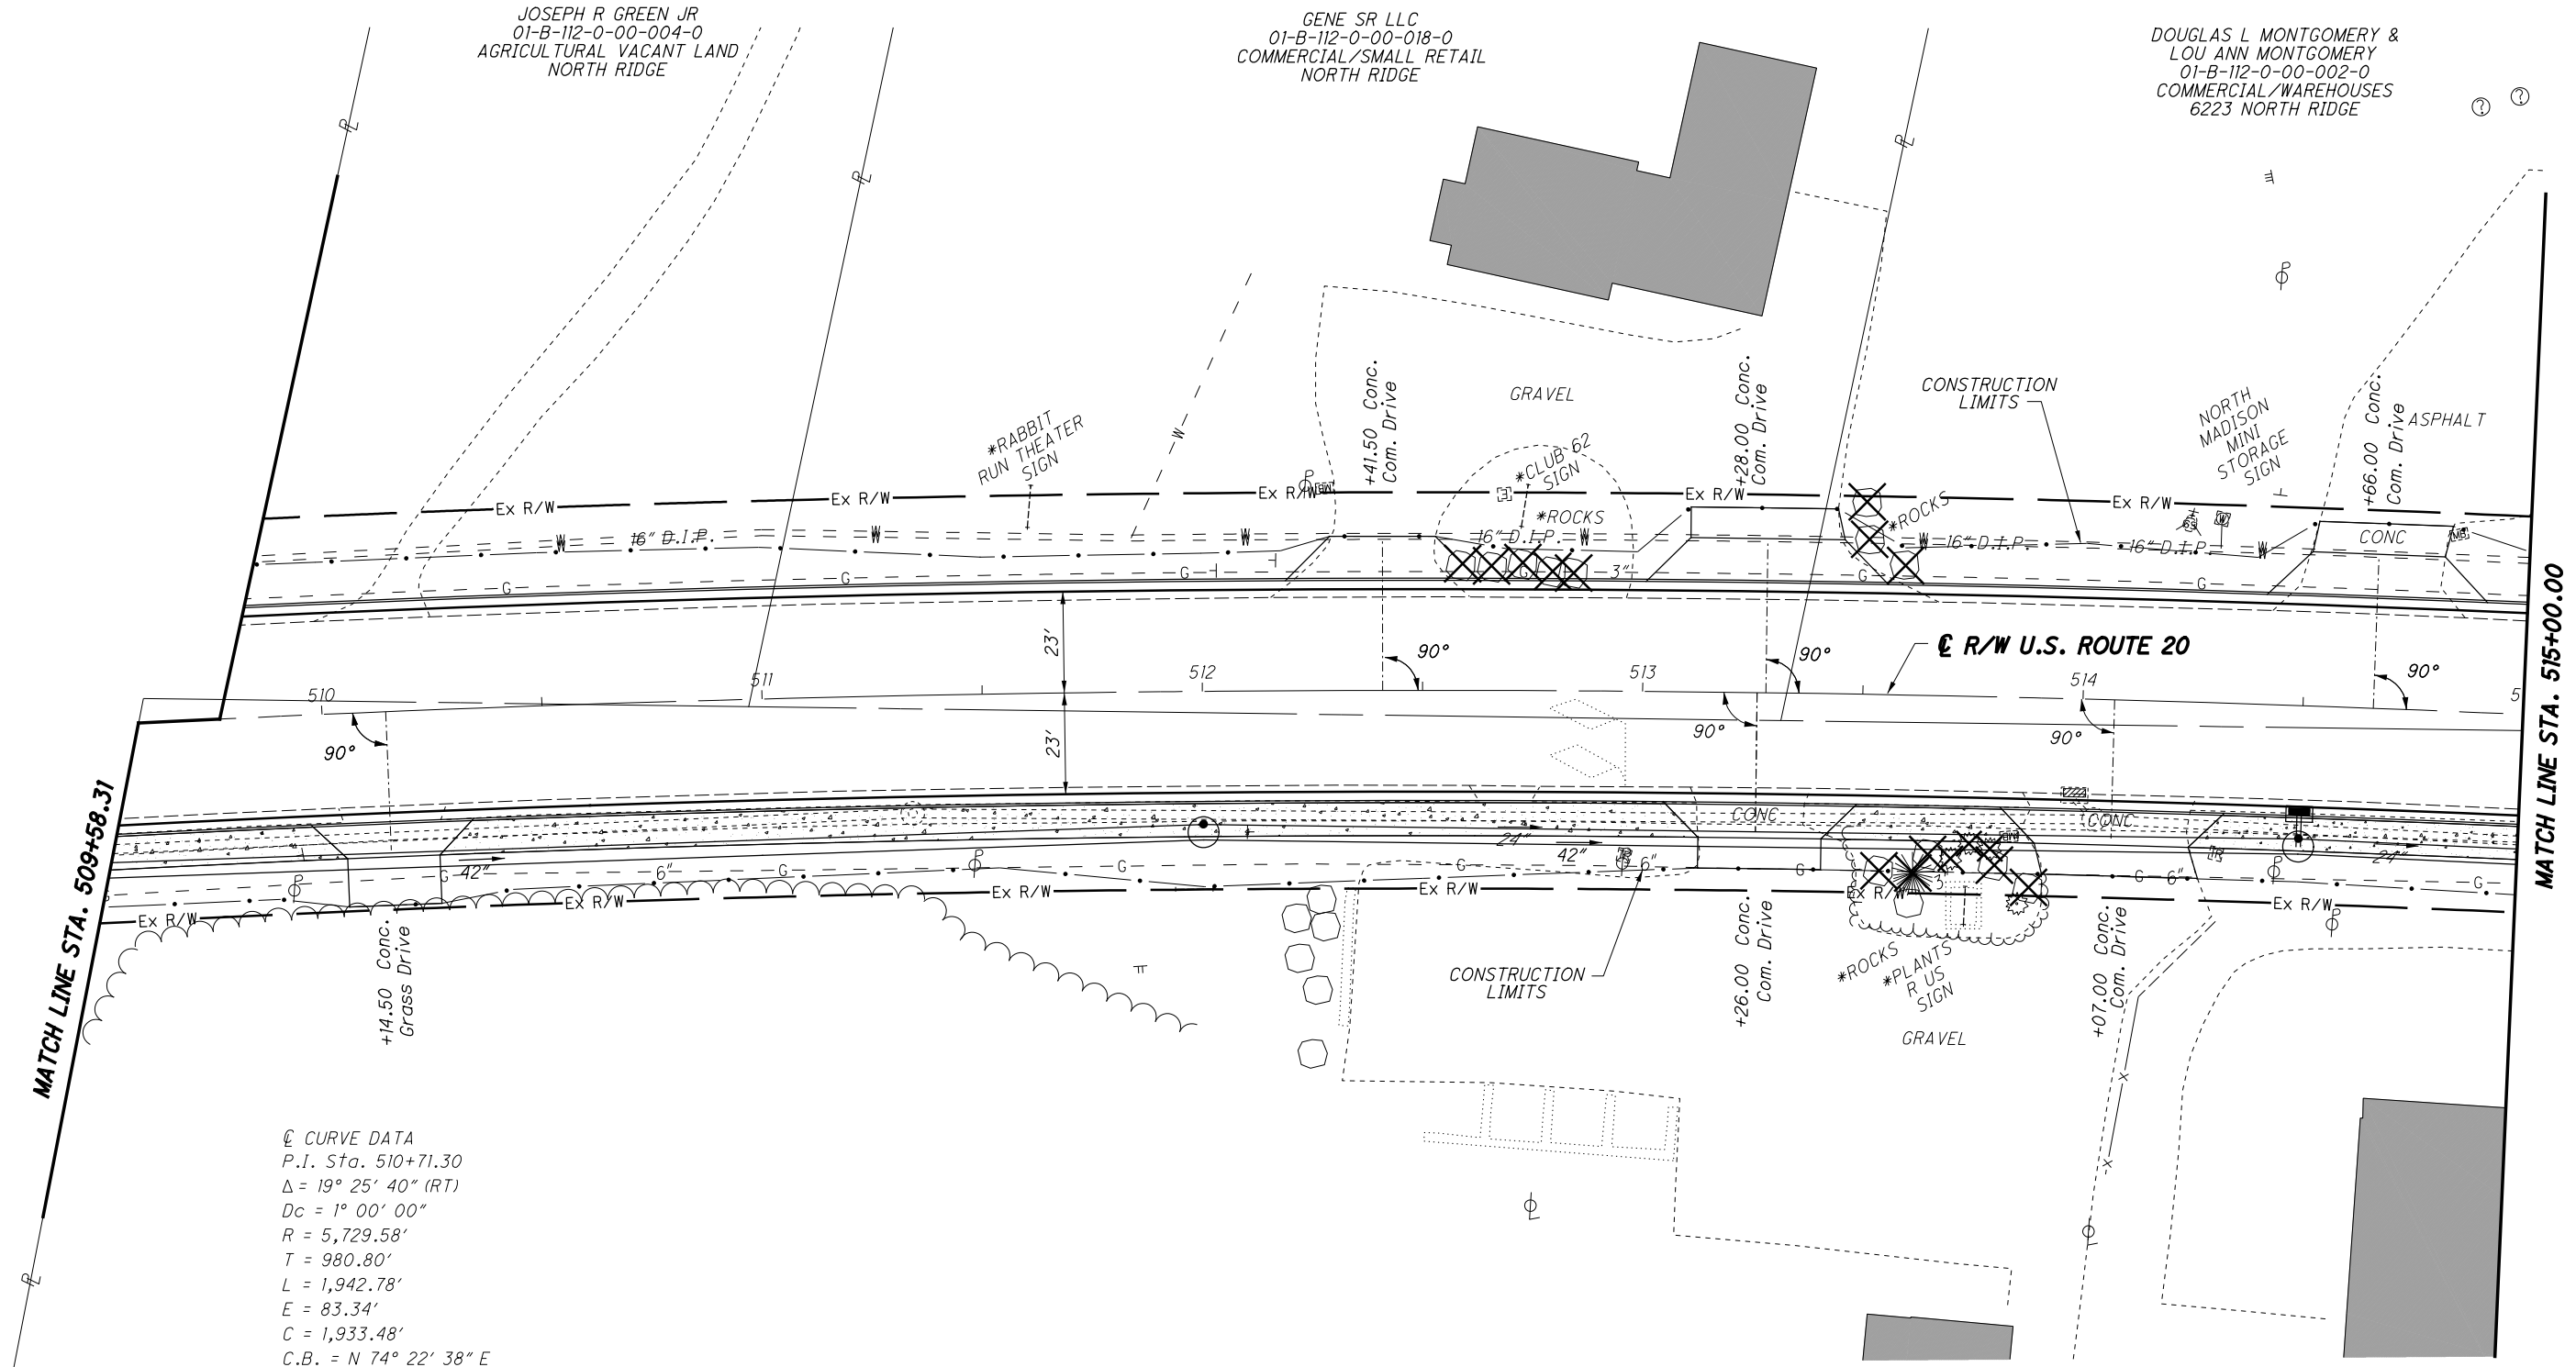 JOSEPH R GREEN JR
01-B-112-0-00-004-0
AGRICULTURAL VACANT LAND
NORTH RIDGE
GENE SR LLC
01-B-112-0-00-018-0
COMMERCIAL/SMALL RETAIL
NORTH RIDGE
DOUGLAS L MONTGOMERY &
LOU ANN MONTGOMERY
01-B-112-0-00-002-0
COMMERCIAL/WAREHOUSES
6223 NORTH RIDGE
? ?
*RABBIT
RUN THEATER
SIGN
W
+41.50 Conc.
Com. Drive
GRAVEL
*CLUB 62
SIGN
*ROCKS
+28.00 Conc.
Com. Drive
CONSTRUCTION
LIMITS
*ROCKS
NORTH
MADISON
MINI
STORAGE
SIGN
+66.00 Conc.
Com. Drive
ASPHALT
CONC
Ex R/W Ex R/W Ex R/W Ex R/W Ex R/W
W 16" D.I.P. W W 16" D.I.P. W W 16" D.I.P. 16" D.I.P. W
G G G G 3" G G
23'
23'
℄ R/W U.S. ROUTE 20
90° 90° 90°
510 511 512 513 514 5
90° 90° 90°
MATCH LINE STA. 509+58.31
MATCH LINE STA. 515+00.00
CONC CONC
42" 24" 42" 24"
G 6" G G G 6" G 3" G 6" G
Ex R/W Ex R/W Ex R/W Ex R/W Ex R/W Ex R/W
+14.50 Conc.
Grass Drive
CONSTRUCTION
LIMITS
+26.00 Conc.
Com. Drive
*ROCKS
*PLANTS
R US
SIGN
GRAVEL
+07.00 Conc.
Com. Drive
X
X
℄ CURVE DATA
P.I. Sta. 510+71.30
Δ = 19° 25' 40" (RT)
Dc = 1° 00' 00"
R = 5,729.58'
T = 980.80'
L = 1,942.78'
E = 83.34'
C = 1,933.48'
C.B. = N 74° 22' 38" E